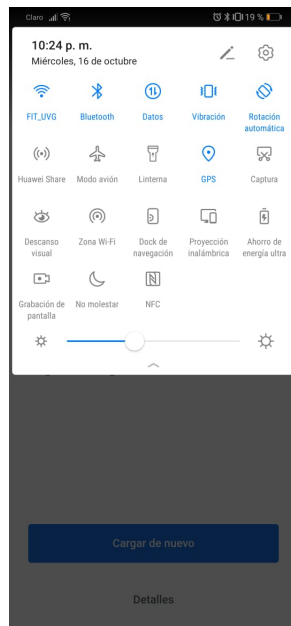 Claro
19 %
10:24 p. m.
Miércoles, 16 de octubre
FIT_UVG
Bluetooth
Datos
Vibración
Rotación
automática
Huawei Share
Modo avión
Linterna
GPS
Captura
Descanso
visual
Zona Wi-Fi
Dock de
navegación
Proyección
inalámbrica
Ahorro de
energía ultra
Grabación de
pantalla
No molestar
NFC
Cargar de nuevo
Detalles